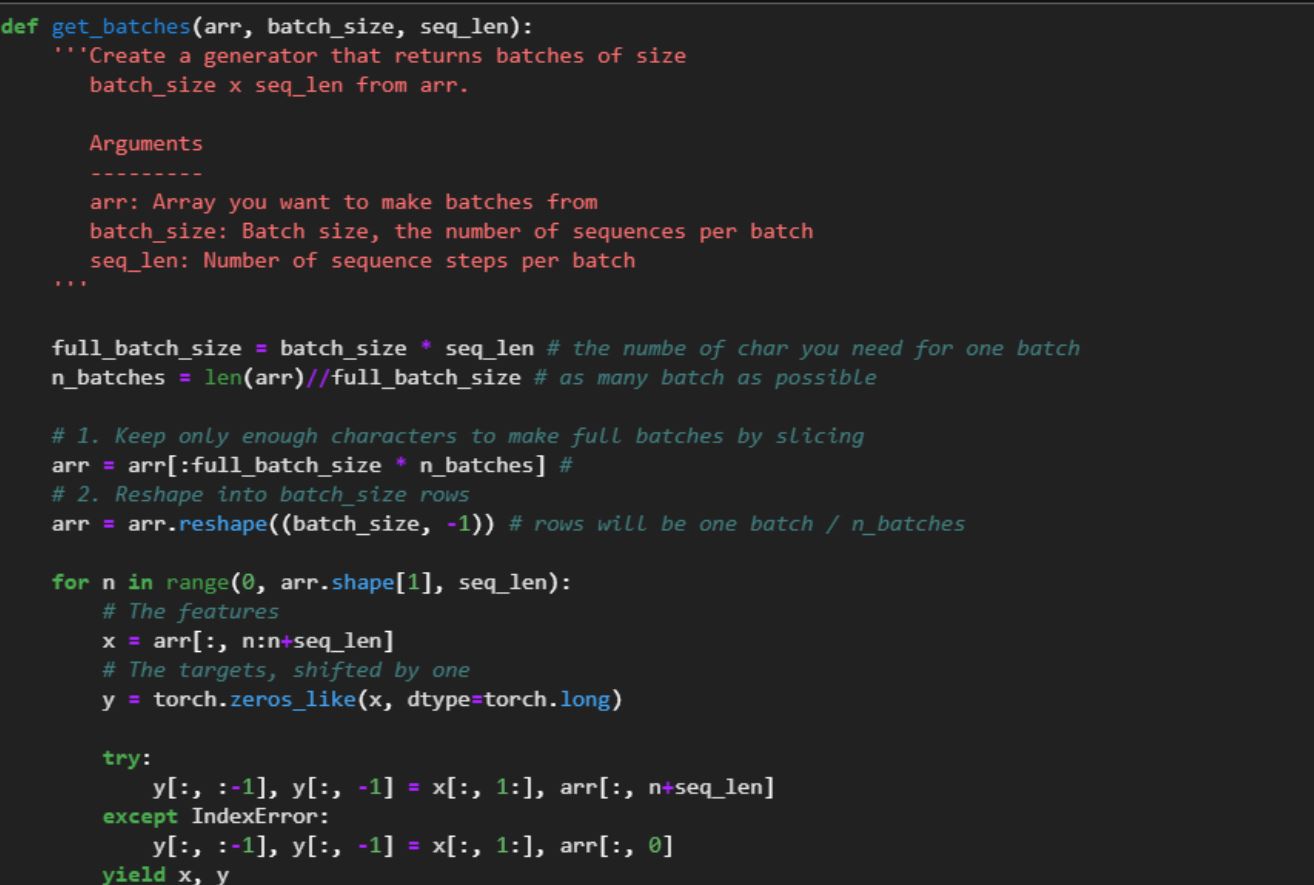 def get_batches(arr, batch_size, seq_len):
    '''Create a generator that returns batches of size
       batch_size x seq_len from arr.

       Arguments
       ---------
       arr: Array you want to make batches from
       batch_size: Batch size, the number of sequences per batch
       seq_len: Number of sequence steps per batch
    '''

    full_batch_size = batch_size * seq_len # the numbe of char you need for one batch
    n_batches = len(arr)//full_batch_size # as many batch as possible

    # 1. Keep only enough characters to make full batches by slicing
    arr = arr[:full_batch_size * n_batches] #
    # 2. Reshape into batch_size rows
    arr = arr.reshape((batch_size, -1)) # rows will be one batch / n_batches

    for n in range(0, arr.shape[1], seq_len):
        # The features
        x = arr[:, n:n+seq_len]
        # The targets, shifted by one
        y = torch.zeros_like(x, dtype=torch.long)

        try:
            y[:, :-1], y[:, -1] = x[:, 1:], arr[:, n+seq_len]
        except IndexError:
            y[:, :-1], y[:, -1] = x[:, 1:], arr[:, 0]
        yield x, y